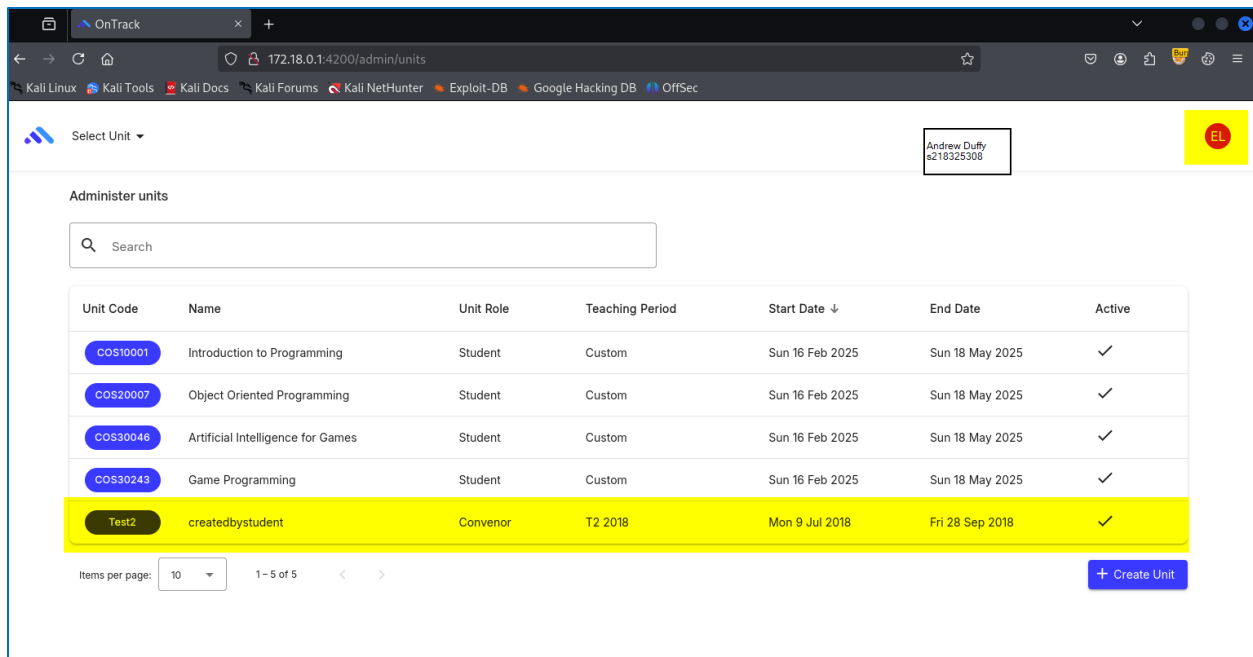 OnTrack
172.18.0.1:4200/admin/units
Bur
Kali Linux Kali Tools Kali Docs Kali Forums Kali NetHunter Exploit-DB Google Hacking DB OffSec
Select Unit
Andrew Duffy
s218325308
EL
Administer units
Search
Unit Code Name Unit Role Teaching Period Start Date ↓ End Date Active
COS10001 Introduction to Programming Student Custom Sun 16 Feb 2025 Sun 18 May 2025
COS20007 Object Oriented Programming Student Custom Sun 16 Feb 2025 Sun 18 May 2025
COS30046 Artificial Intelligence for Games Student Custom Sun 16 Feb 2025 Sun 18 May 2025
COS30243 Game Programming Student Custom Sun 16 Feb 2025 Sun 18 May 2025
Test2 createdbystudent Convenor T2 2018 Mon 9 Jul 2018 Fri 28 Sep 2018
Items per page: 10 1 – 5 of 5 + Create Unit